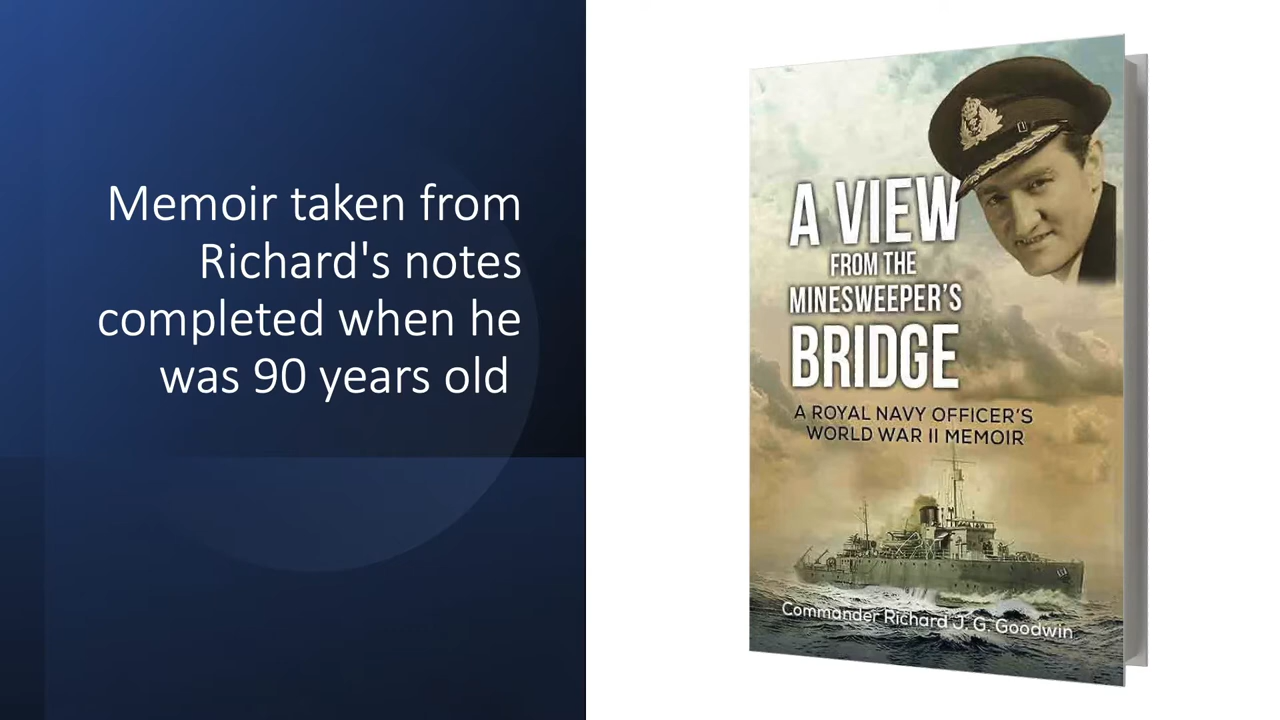 Memoir taken from
Richard's notes
completed when he
was 90 years old
A VIEW
FROM THE
MINESWEEPER'S
BRIDGE
A ROYAL NAVY OFFICER'S
WORLD WAR II MEMOIR
Commander Richard J. G. Goodwin